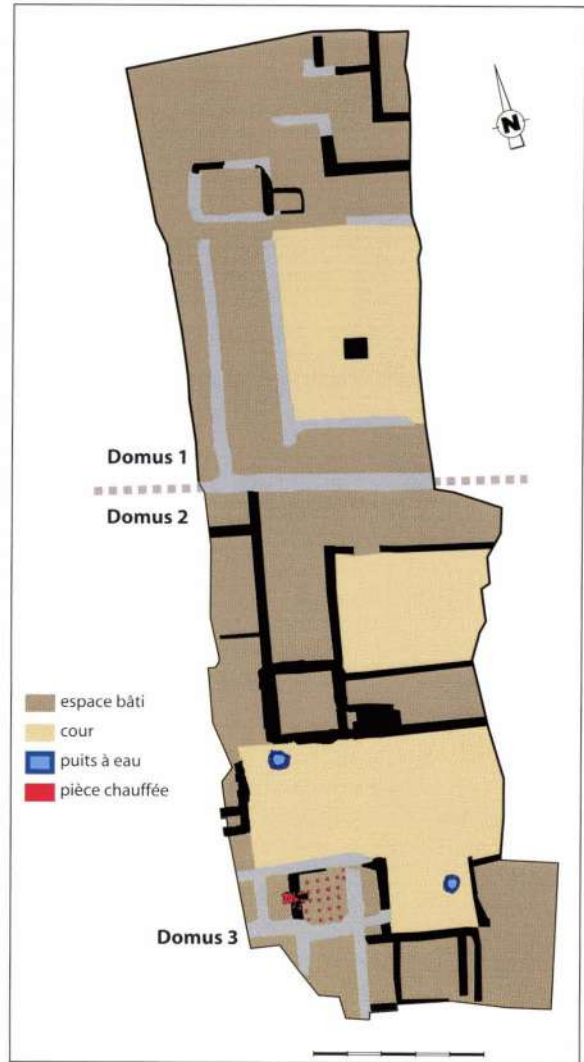 N
Domus 1
Domus 2
espace bâti
cour
puits à eau
pièce chauffée
Domus 3